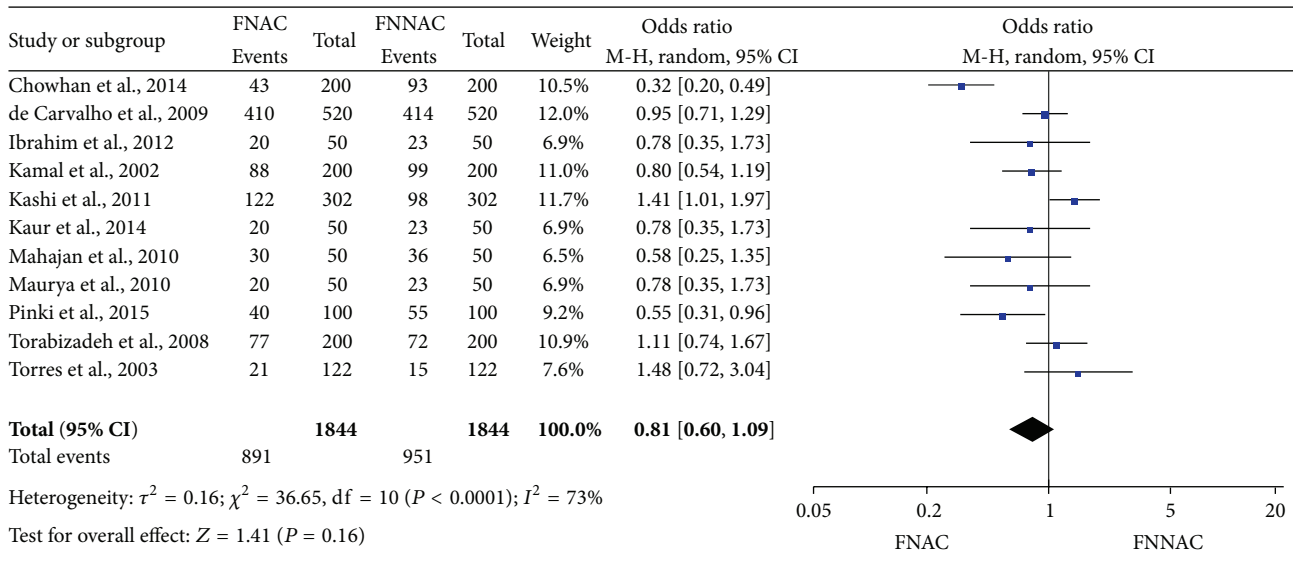 Study or subgroup FNAC Events Total FNNAC Events Total Weight Odds ratio M-H, random, 95% CI Odds ratio M-H, random, 95% CI
Chowhan et al., 2014 43 200 93 200 10.5% 0.32 [0.20, 0.49]
de Carvalho et al., 2009 410 520 414 520 12.0% 0.95 [0.71, 1.29]
Ibrahim et al., 2012 20 50 23 50 6.9% 0.78 [0.35, 1.73]
Kamal et al., 2002 88 200 99 200 11.0% 0.80 [0.54, 1.19]
Kashi et al., 2011 122 302 98 302 11.7% 1.41 [1.01, 1.97]
Kaur et al., 2014 20 50 23 50 6.9% 0.78 [0.35, 1.73]
Mahajan et al., 2010 30 50 36 50 6.5% 0.58 [0.25, 1.35]
Maurya et al., 2010 20 50 23 50 6.9% 0.78 [0.35, 1.73]
Pinki et al., 2015 40 100 55 100 9.2% 0.55 [0.31, 0.96]
Torabizadeh et al., 2008 77 200 72 200 10.9% 1.11 [0.74, 1.67]
Torres et al., 2003 21 122 15 122 7.6% 1.48 [0.72, 3.04]
Total (95% CI) 1844 1844 100.0% 0.81 [0.60, 1.09]
Total events 891 951
Heterogeneity: τ² = 0.16; χ² = 36.65, df = 10 (P < 0.0001); I² = 73%
Test for overall effect: Z = 1.41 (P = 0.16)
0.05 0.2 1 5 20
FNAC FNNAC